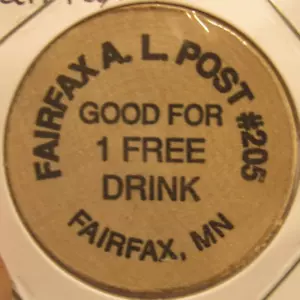 FAIRFAX A. L. POST #205
GOOD FOR
1 FREE
DRINK
FAIRFAX, MN